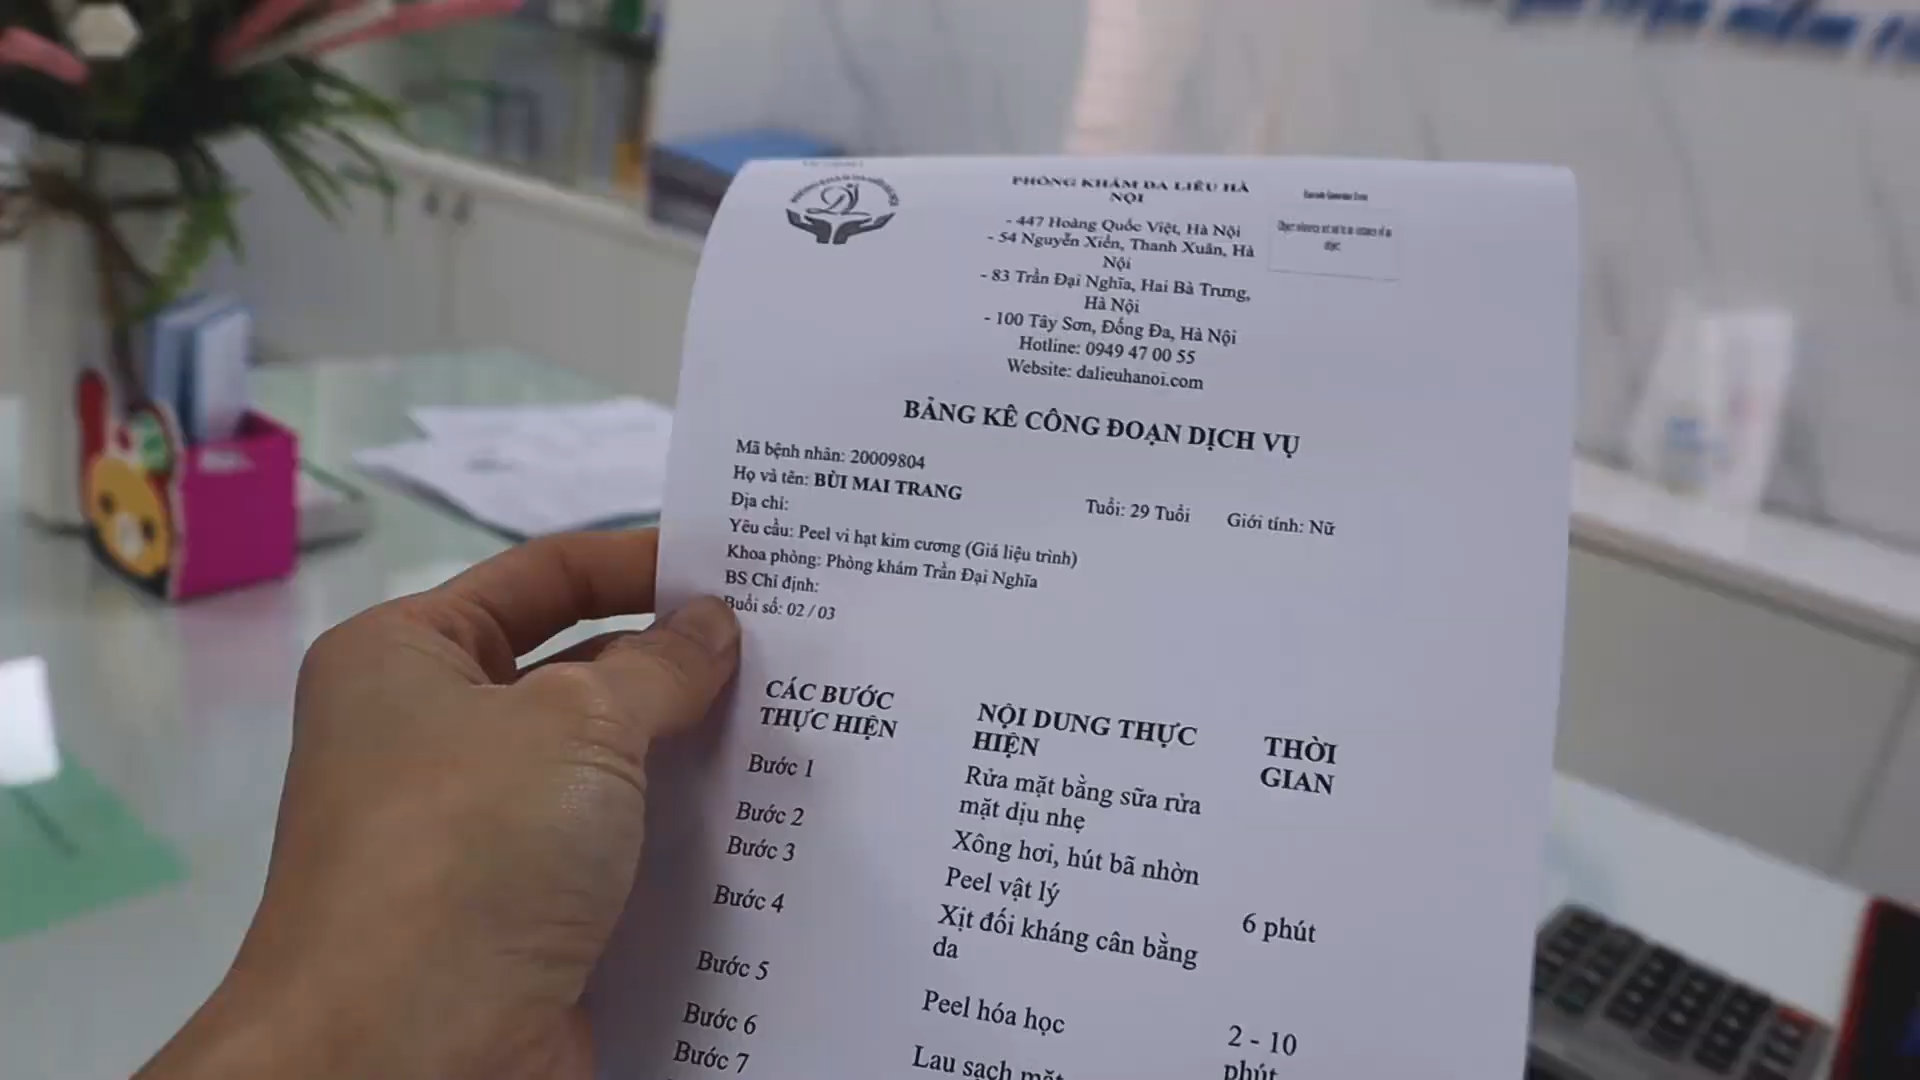 PHÒNG KHÁM DA LIỄU HÀ
NỘI
- 447 Hoàng Quốc Việt, Hà Nội
- 54 Nguyễn Xiển, Thanh Xuân, Hà
Nội
- 83 Trần Đại Nghĩa, Hai Bà Trưng,
Hà Nội
- 100 Tây Sơn, Đống Đa, Hà Nội
Hotline: 0949 47 00 55
Website: dalieuhanoi.com
BẢNG KÊ CÔNG ĐOẠN DỊCH VỤ
Mã bệnh nhân: 20009804
Họ và tên: BÙI MAI TRANG Tuổi: 29 Tuổi Giới tính: Nữ
Địa chỉ:
Yêu cầu: Peel vi hạt kim cương (Giá liệu trình)
Khoa phòng: Phòng khám Trần Đại Nghĩa
BS Chỉ định:
Buổi số: 02 / 03
CÁC BƯỚC
THỰC HIỆN
NỘI DUNG THỰC
HIỆN
THỜI
GIAN
Bước 1
Rửa mặt bằng sữa rửa
mặt dịu nhẹ
Bước 2
Xông hơi, hút bã nhờn
Bước 3
Peel vật lý
6 phút
Bước 4
Xịt đối kháng cân bằng
da
Bước 5
Peel hóa học
2 - 10
phút
Bước 6
Lau sạch mặt
Bước 7